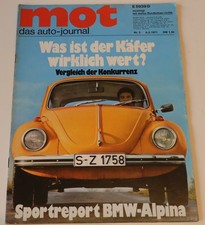 mot
das auto-journal
Was ist der Käfer
wirklich wert?
Vergleich der Konkurrenz
S-Z 1758
Sportreport BMW-Alpina